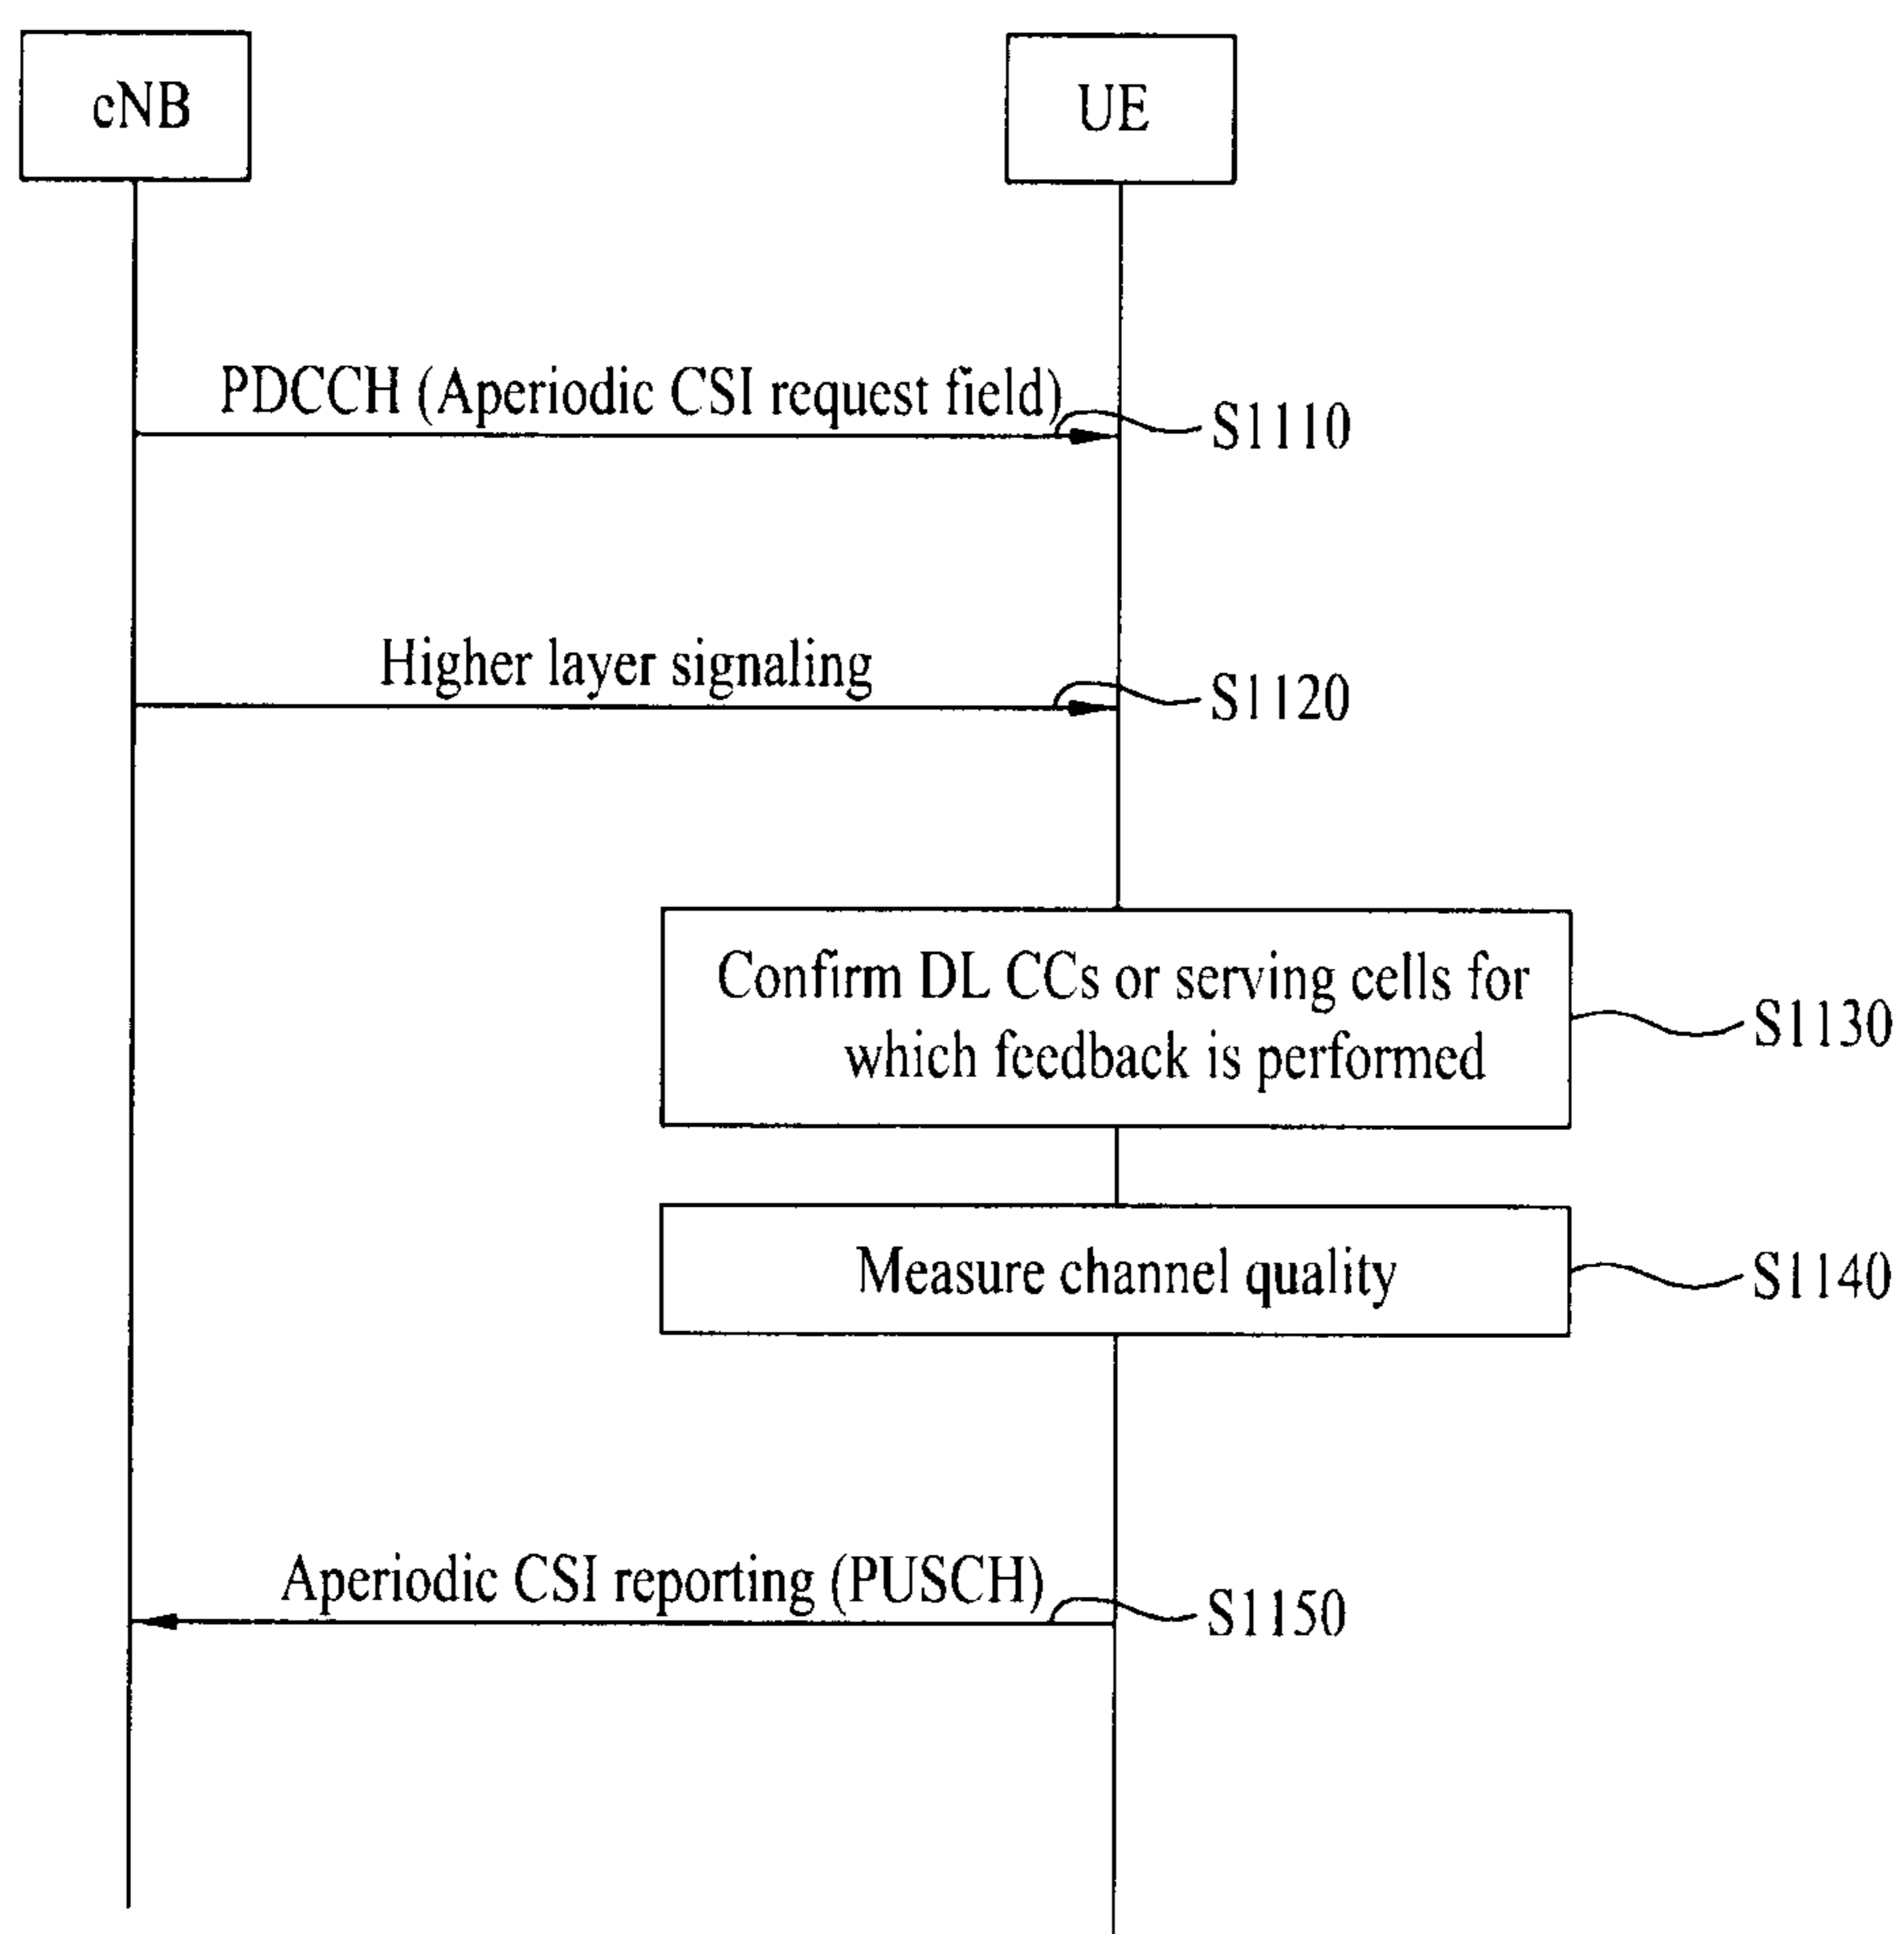 eNB
UE
PDCCH (Aperiodic CSI request field)
S1110
Higher layer signaling
S1120
Confirm DL CCs or serving cells for
which feedback is performed
S1130
Measure channel quality
S1140
Aperiodic CSI reporting (PUSCH)
S1150